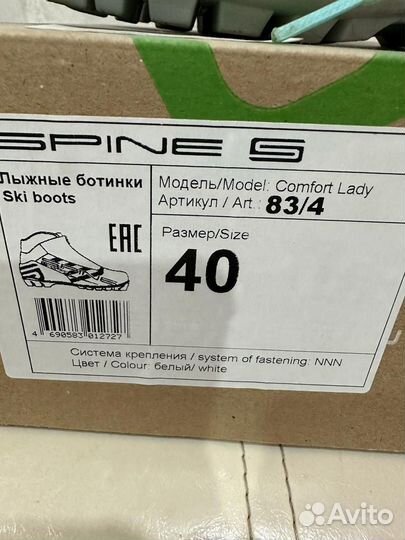 SPINE S
Лыжные ботинки
Ski boots
Модель/Model: Comfort Lady
Артикул / Art.: 83/4
EAC
Размер/Size
40
4 690583 012727
Система крепления / system of fastening: NNN
Цвет / Colour: белый/ white
Avito